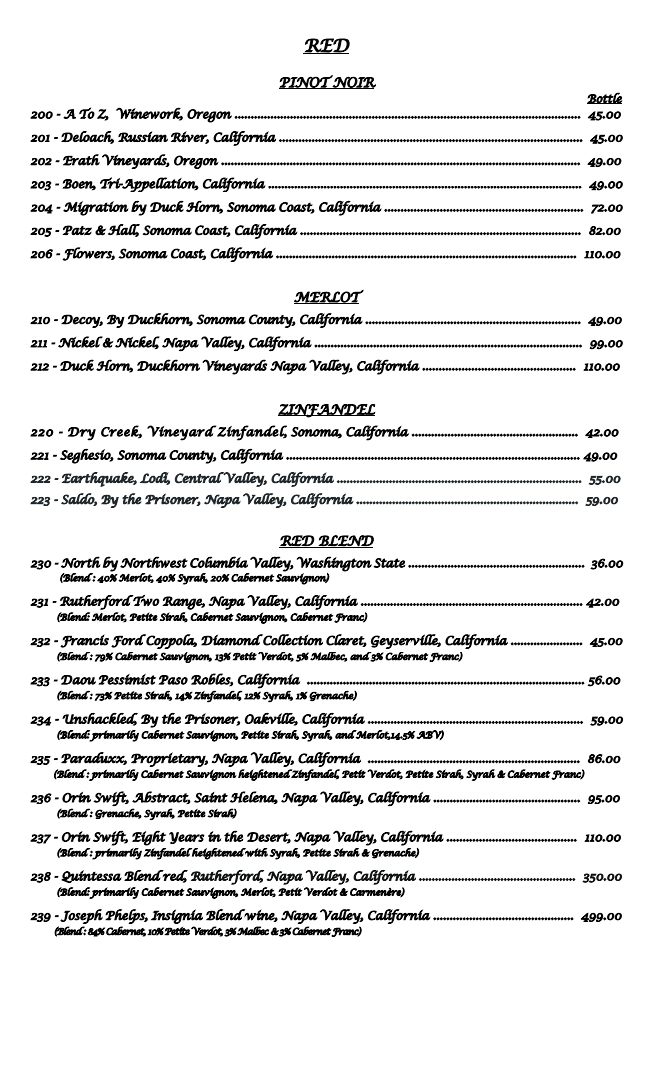 RED
PINOT NOIR
Bottle
200 - A To Z, Winework, Oregon ........................................................................ 45.00
201 - Deloach, Russian River, California ........................................................................ 45.00
202 - Erath Vineyards, Oregon ........................................................................ 49.00
203 - Boen, Tri-Appellation, California ........................................................................ 49.00
204 - Migration by Duck Horn, Sonoma Coast, California ................................................ 72.00
205 - Patz & Hall, Sonoma Coast, California ................................................................ 82.00
206 - Flowers, Sonoma Coast, California ........................................................................ 110.00
MERLOT
210 - Decoy, By Duckhorn, Sonoma County, California ................................................ 49.00
211 - Nickel & Nickel, Napa Valley, California ................................................................ 99.00
212 - Duck Horn, Duckhorn Vineyards Napa Valley, California ........................................ 110.00
ZINFANDEL
220 - Dry Creek, Vineyard Zinfandel, Sonoma, California ........................................ 42.00
221 - Seghesio, Sonoma County, California ................................................................ 49.00
222 - Earthquake, Lodi, Central Valley, California ........................................................ 55.00
223 - Saldo, By the Prisoner, Napa Valley, California ................................................ 59.00
RED BLEND
230 - North by Northwest Columbia Valley, Washington State ........................................ 36.00
(Blend : 40% Merlot, 40% Syrah, 20% Cabernet Sauvignon)
231 - Rutherford Two Range, Napa Valley, California ................................................ 42.00
(Blend: Merlot, Petite Sirah, Cabernet Sauvignon, Cabernet Franc)
232 - Francis Ford Coppola, Diamond Collection Claret, Geyserville, California .................... 45.00
(Blend : 79% Cabernet Sauvignon, 13% Petit Verdot, 5% Malbec, and 3% Cabernet Franc)
233 - Daou Pessimist Paso Robles, California ................................................................ 56.00
(Blend : 73% Petite Sirah, 14% Zinfandel, 12% Syrah, 1% Grenache)
234 - Unshackled, By the Prisoner, Oakville, California ................................................ 59.00
(Blend: primarily Cabernet Sauvignon, Petite Sirah, Syrah, and Merlot,14.5% ABV)
235 - Paraduxx, Proprietary, Napa Valley, California ................................................ 86.00
(Blend : primarily Cabernet Sauvignon heightened Zinfandel, Petit Verdot, Petite Sirah, Syrah & Cabernet Franc)
236 - Orin Swift, Abstract, Saint Helena, Napa Valley, California ................................ 95.00
(Blend : Grenache, Syrah, Petite Sirah)
237 - Orin Swift, Eight Years in the Desert, Napa Valley, California ................................ 110.00
(Blend : primarily Zinfandel heightened with Syrah, Petite Sirah & Grenache)
238 - Quintessa Blend red, Rutherford, Napa Valley, California ........................................ 350.00
(Blend: primarily Cabernet Sauvignon, Merlot, Petit Verdot & Carmenère)
239 - Joseph Phelps, Insignia Blend wine, Napa Valley, California ................................ 499.00
(Blend : 84% Cabernet, 10% Petite Verdot, 3% Malbec & 3% Cabernet Franc)